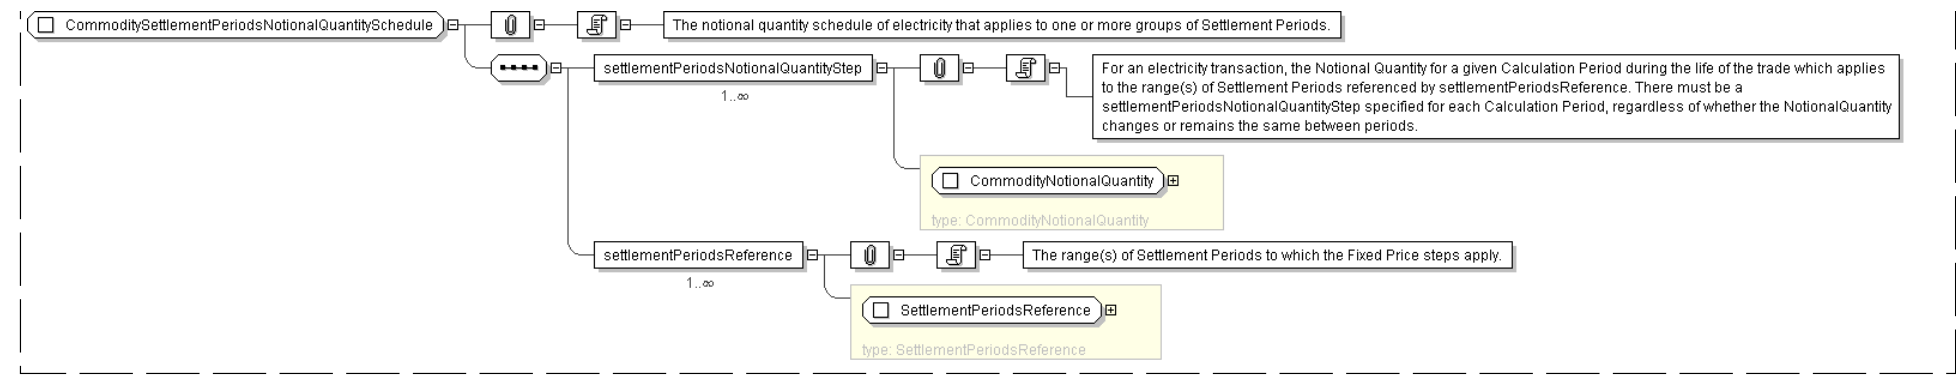 CommoditySettlementPeriodsNotionalQuantitySchedule
The notional quantity schedule of electricity that applies to one or more groups of Settlement Periods.
settlementPeriodsNotionalQuantityStep
1..∞
For an electricity transaction, the Notional Quantity for a given Calculation Period during the life of the trade which applies
to the range(s) of Settlement Periods referenced by settlementPeriodsReference. There must be a
settlementPeriodsNotionalQuantityStep specified for each Calculation Period, regardless of whether the NotionalQuantity
changes or remains the same between periods.
CommodityNotionalQuantity
type: CommodityNotionalQuantity
settlementPeriodsReference
1..∞
The range(s) of Settlement Periods to which the Fixed Price steps apply.
SettlementPeriodsReference
type: SettlementPeriodsReference